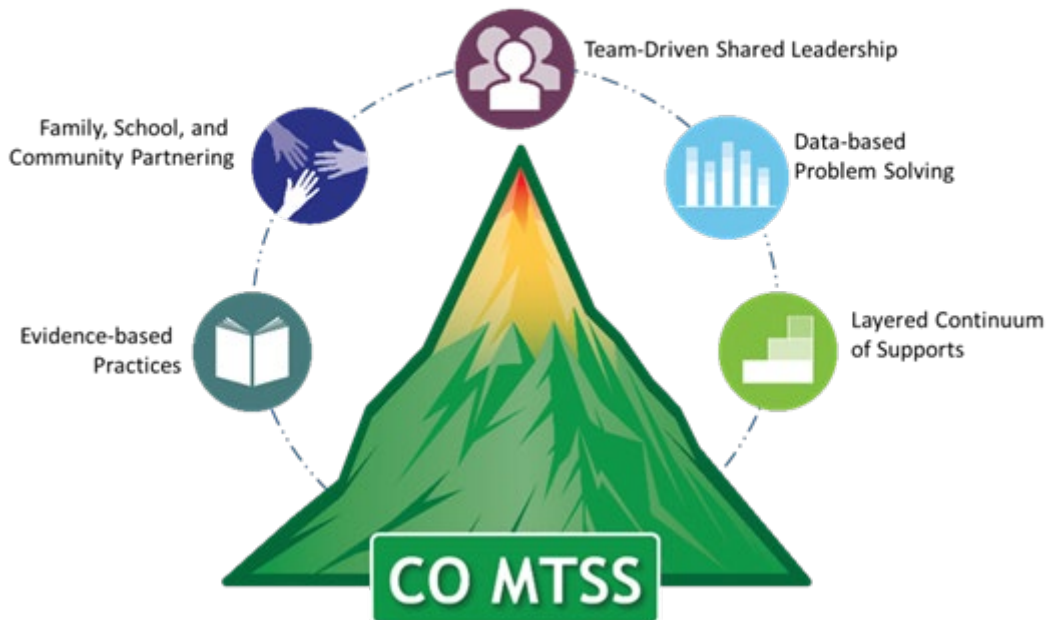 Team-Driven Shared Leadership
Family, School, and
Community Partnering
Data-based
Problem Solving
Evidence-based
Practices
Layered Continuum
of Supports
CO MTSS